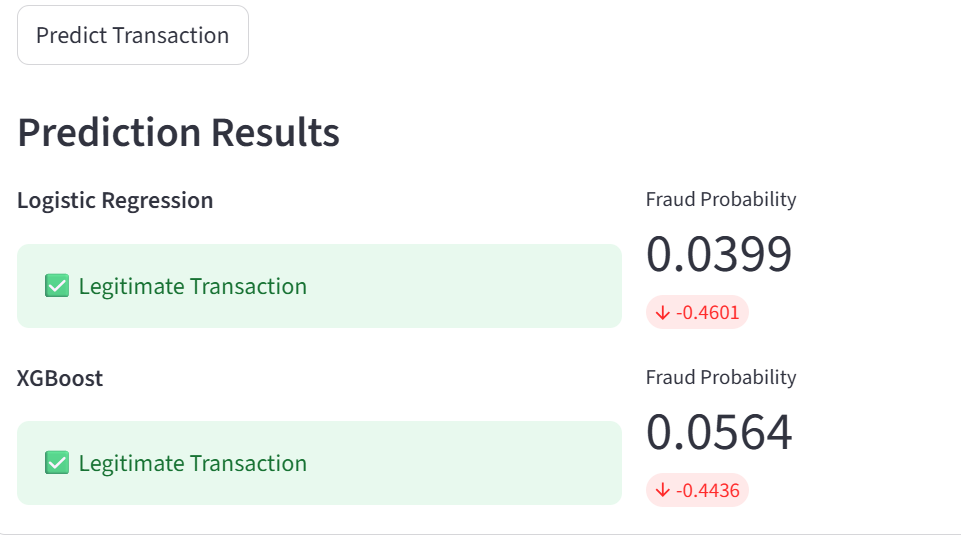 Predict Transaction
Prediction Results
Logistic Regression
Fraud Probability
✅ Legitimate Transaction
0.0399
↓ -0.4601
XGBoost
Fraud Probability
✅ Legitimate Transaction
0.0564
↓ -0.4436